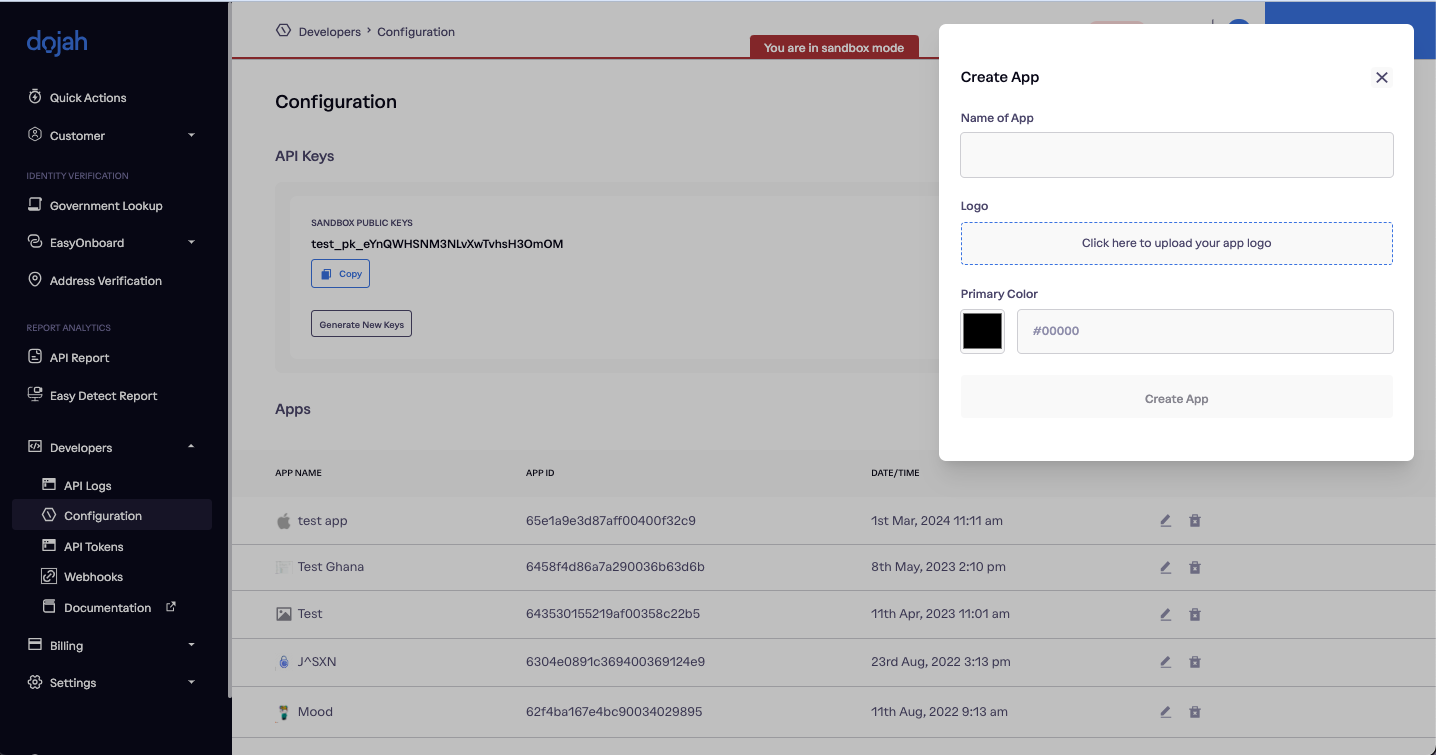 dojah
Quick Actions
Customer
IDENTITY VERIFICATION
Government Lookup
EasyOnboard
Address Verification
REPORT ANALYTICS
API Report
Easy Detect Report
Developers
API Logs
Configuration
API Tokens
Webhooks
Documentation
Billing
Settings
Developers > Configuration
You are in sandbox mode
Configuration
API Keys
SANDBOX PUBLIC KEYS
test_pk_eYnQWHSNM3NLvXwTvhsH3OmOM
Copy
Generate New Keys
Apps
APP NAME APP ID DATE/TIME
test app 65e1a9e3d87aff00400f32c9 1st Mar, 2024 11:11 am
Test Ghana 6458f4d86a7a290036b63d6b 8th May, 2023 2:10 pm
Test 643530155219af00358c22b5 11th Apr, 2023 11:01 am
J^SXN 6304e0891c369400369124e9 23rd Aug, 2022 3:13 pm
Mood 62f4ba167e4bc90034029895 11th Aug, 2022 9:13 am
Create App
Name of App
Logo
Click here to upload your app logo
Primary Color
#00000
Create App